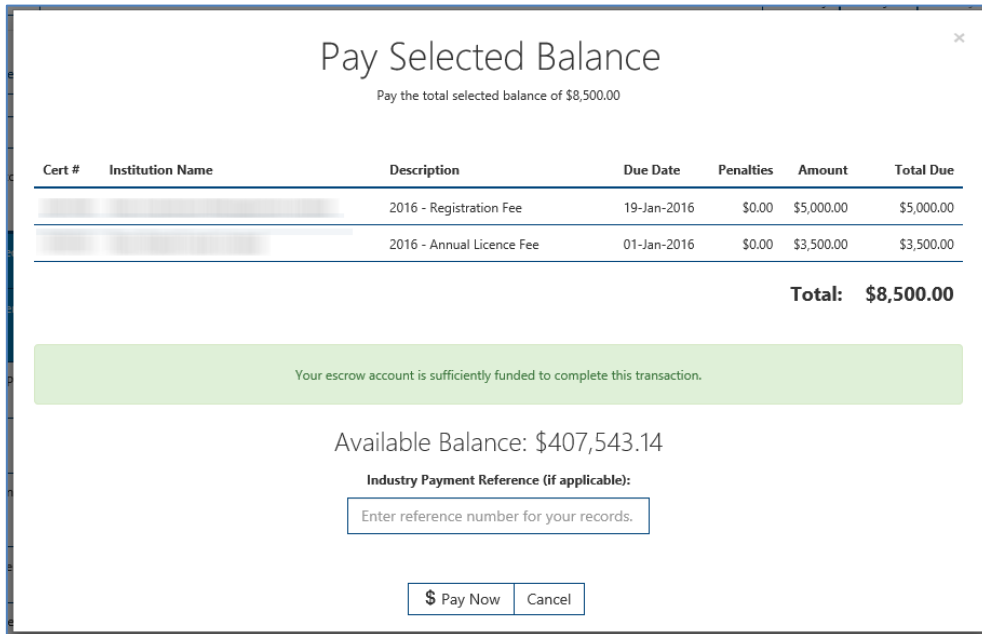 ×
Pay Selected Balance
Pay the total selected balance of $8,500.00
Cert # Institution Name Description Due Date Penalties Amount Total Due
2016 - Registration Fee 19-Jan-2016 $0.00 $5,000.00 $5,000.00
2016 - Annual Licence Fee 01-Jan-2016 $0.00 $3,500.00 $3,500.00
Total: $8,500.00
Your escrow account is sufficiently funded to complete this transaction.
Available Balance: $407,543.14
Industry Payment Reference (if applicable):
Enter reference number for your records.
$ Pay Now Cancel